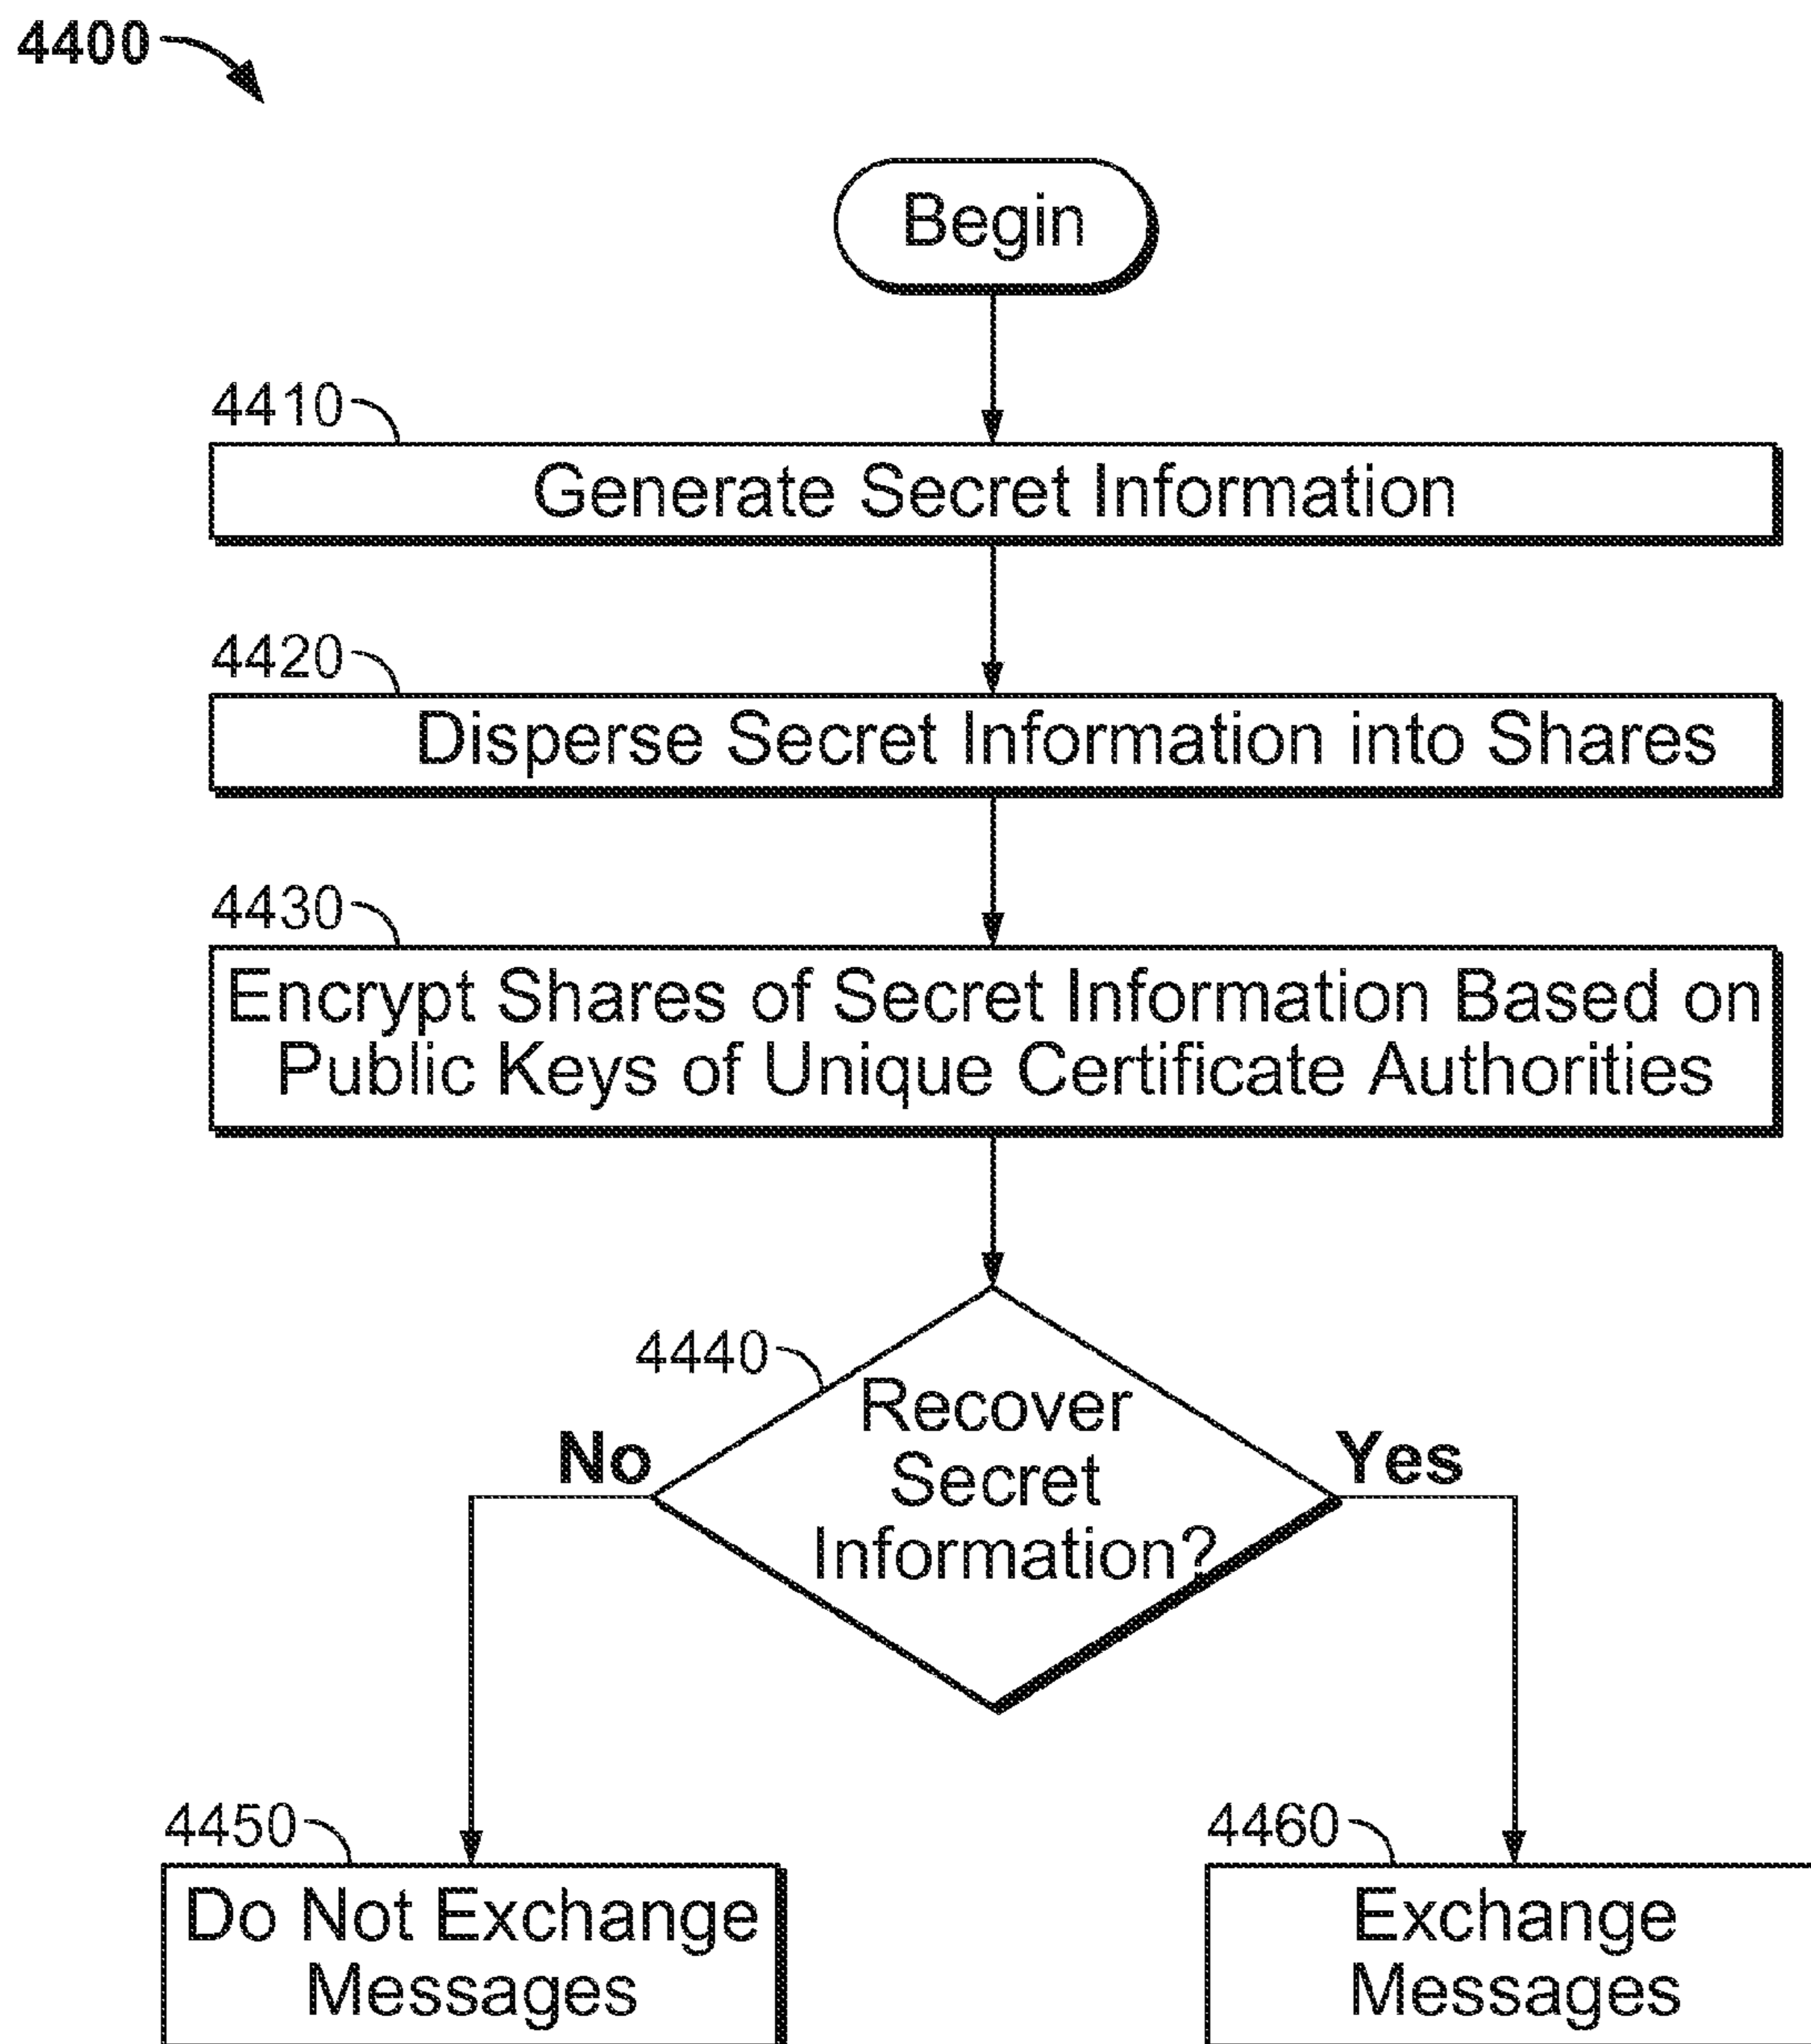 4400
Begin
4410
Generate Secret Information
4420
Disperse Secret Information into Shares
4430
Encrypt Shares of Secret Information Based on
Public Keys of Unique Certificate Authorities
4440
Recover
Secret
Information?
No
Yes
4450
Do Not Exchange
Messages
4460
Exchange
Messages